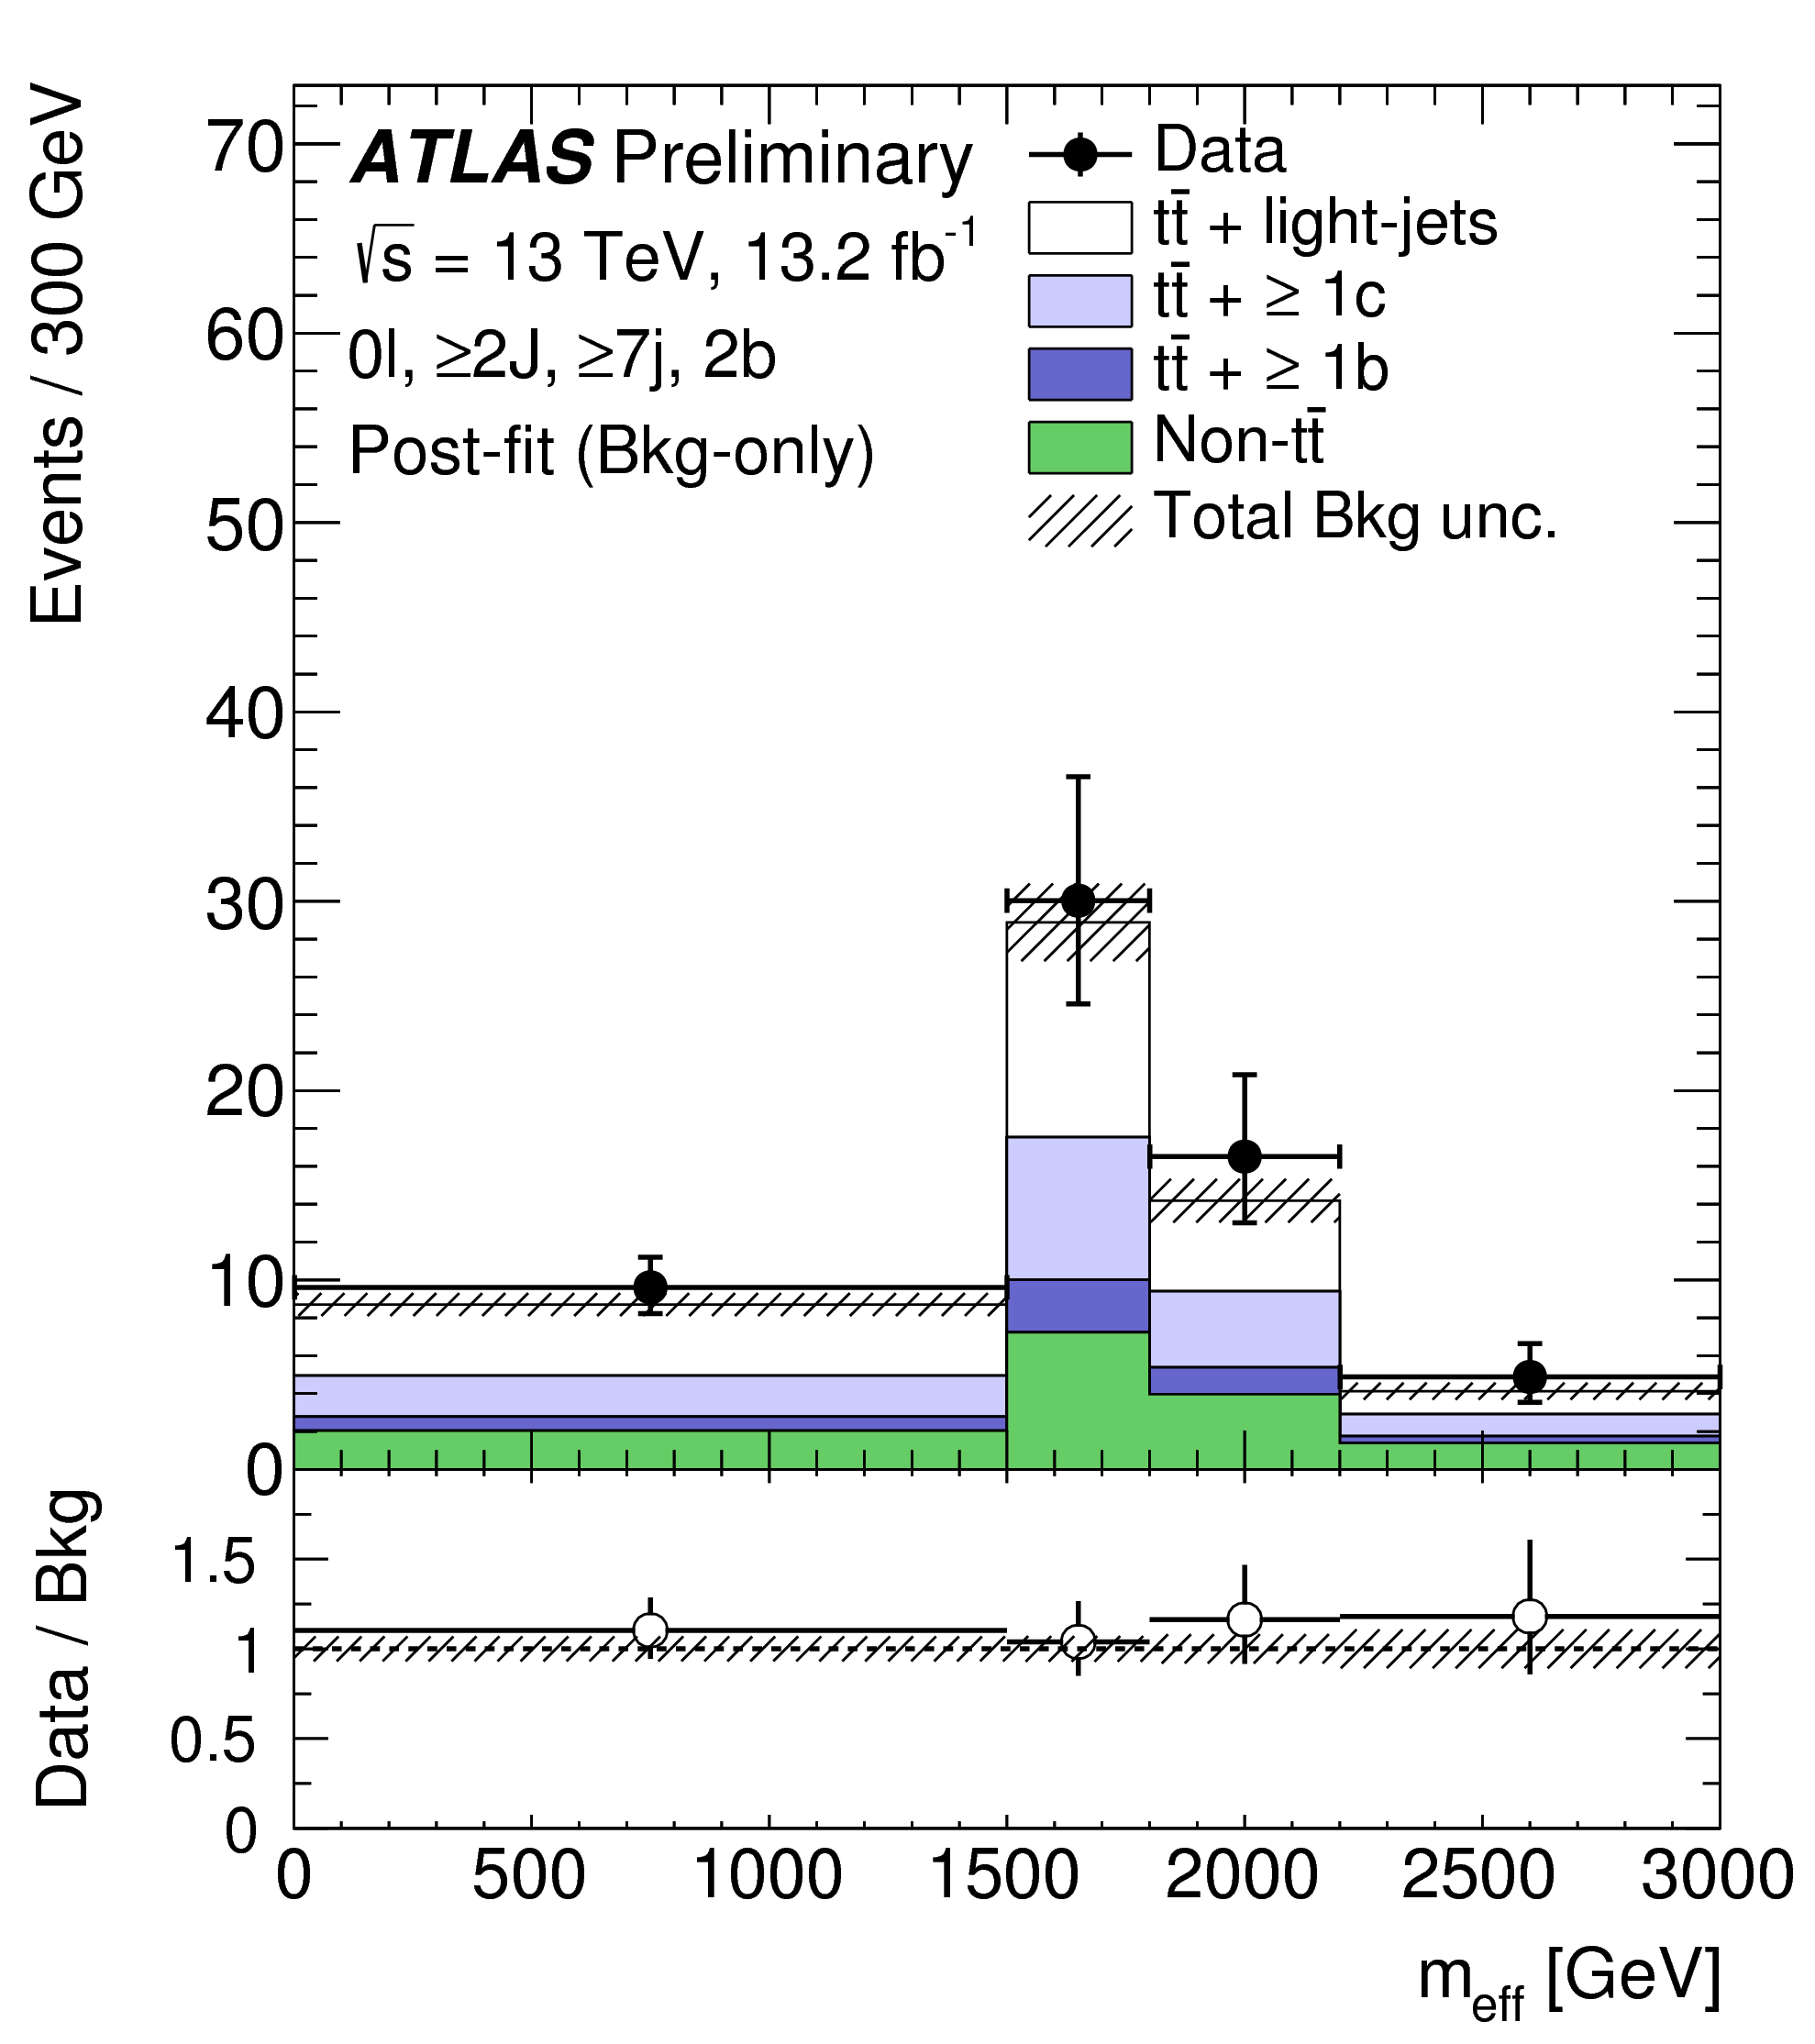 Events / 300 GeV
70
60
50
40
30
20
10
0
ATLAS Preliminary
√s = 13 TeV, 13.2 fb⁻¹
0l, ≥2J, ≥7j, 2b
Post-fit (Bkg-only)
Data
tt̄ + light-jets
tt̄ + ≥ 1c
tt̄ + ≥ 1b
Non-tt̄
Total Bkg unc.
Data / Bkg
1.5
1
0.5
0
0 500 1000 1500 2000 2500 3000
m_eff [GeV]